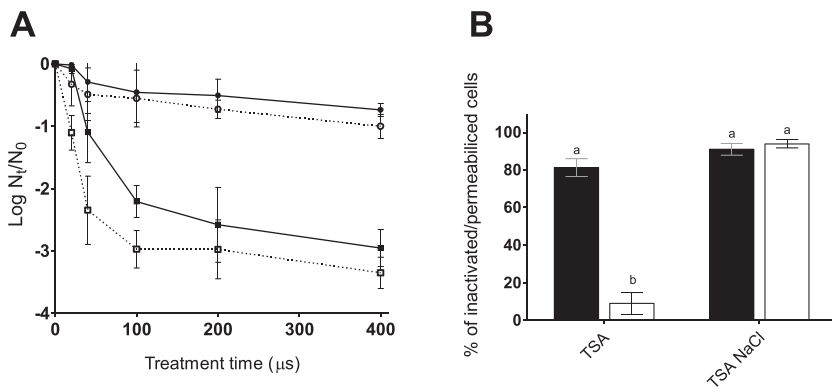 A
0
-1
-2
-3
-4
Log Nt/N0
0
100
200
300
400
Treatment time (μs)
B
% of inactivated/permeabiliced cells
100
80
60
40
20
0
a
b
a
a
TSA
TSA NaCl